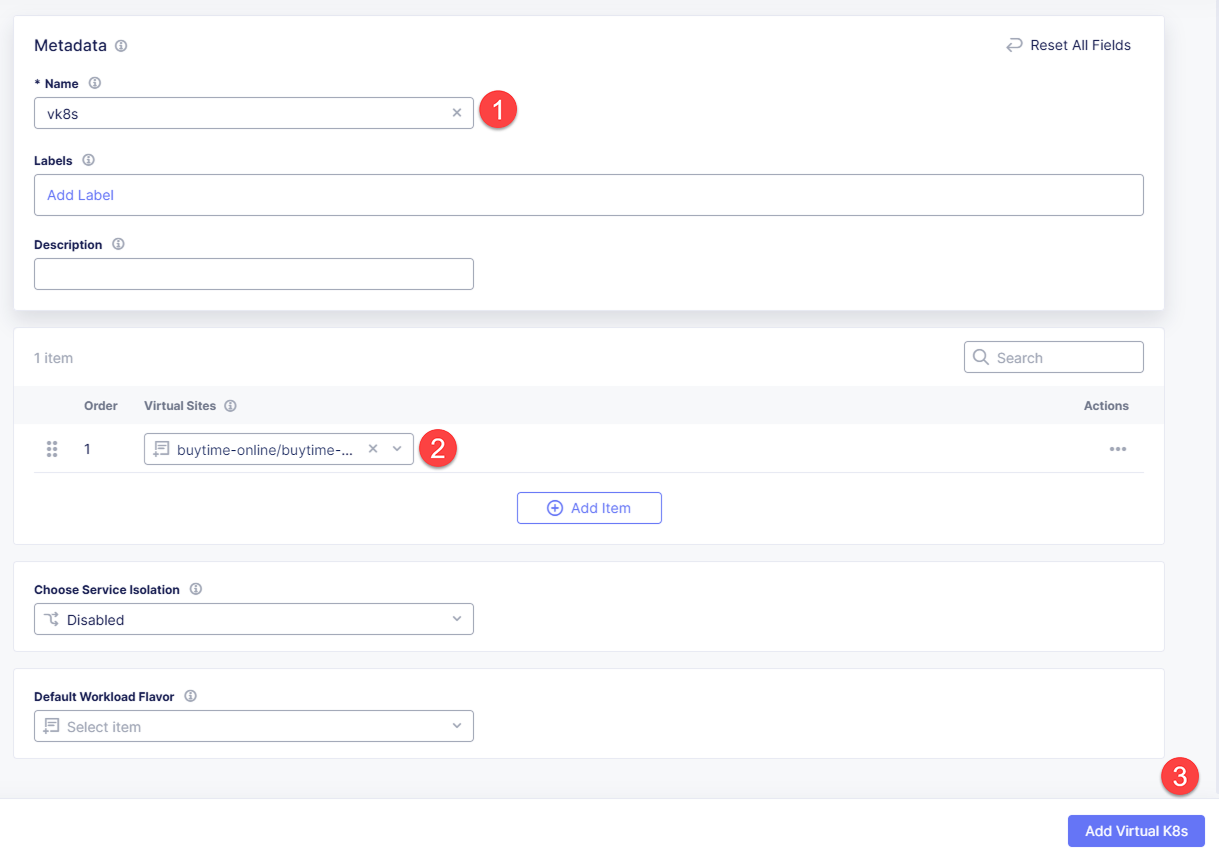 Metadata
Reset All Fields
* Name
vk8s
1
Labels
Add Label
Description
1 item
Search
Order Virtual Sites Actions
1 buytime-online/buytime-...
2
Add Item
Choose Service Isolation
Disabled
Default Workload Flavor
Select item
3
Add Virtual K8s